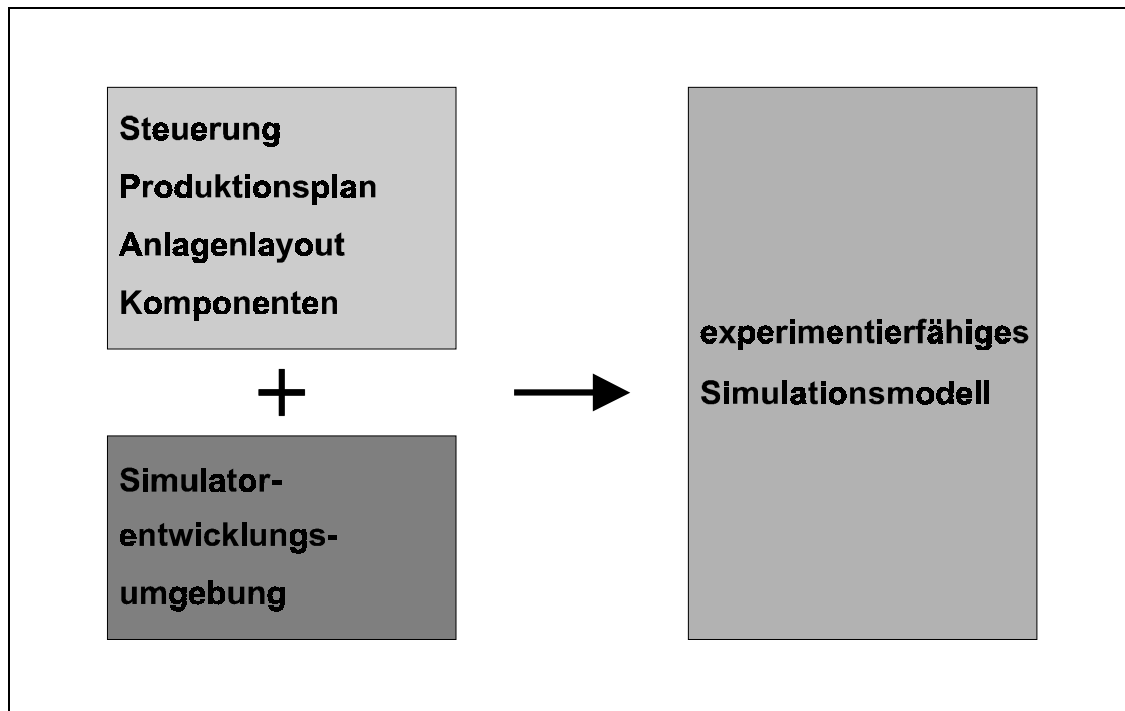 Steuerung
Produktionsplan
Anlagenlayout
Komponenten
+
Simulator-
entwicklungs-
umgebung
experimentierfähiges
Simulationsmodell